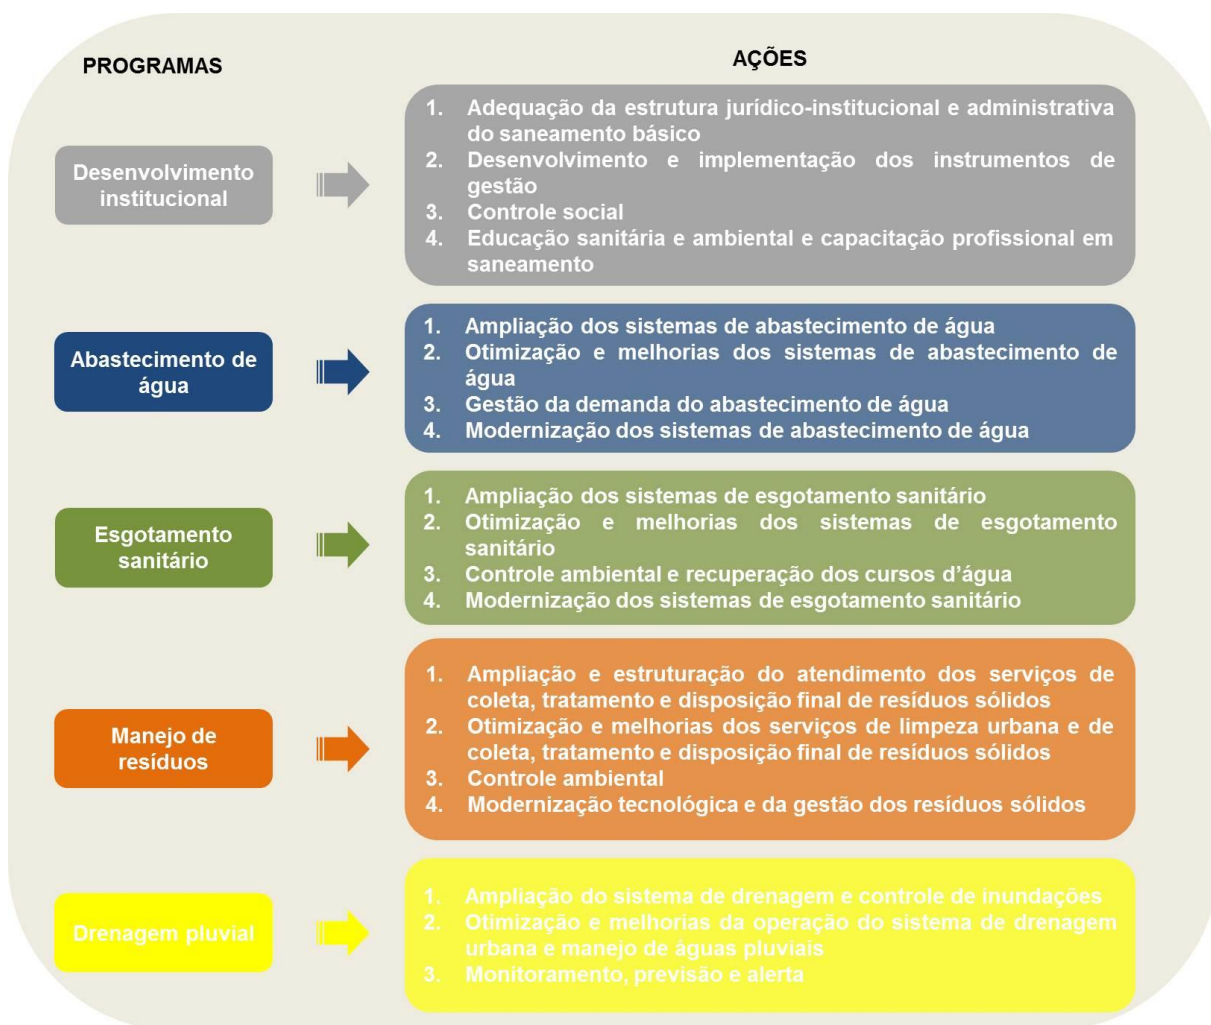 PROGRAMAS
AÇÕES
Desenvolvimento
institucional
1. Adequação da estrutura jurídico-institucional e administrativa
do saneamento básico
2. Desenvolvimento e implementação dos instrumentos de
gestão
3. Controle social
4. Educação sanitária e ambiental e capacitação profissional em
saneamento
Abastecimento de
água
1. Ampliação dos sistemas de abastecimento de água
2. Otimização e melhorias dos sistemas de abastecimento de
água
3. Gestão da demanda do abastecimento de água
4. Modernização dos sistemas de abastecimento de água
Esgotamento
sanitário
1. Ampliação dos sistemas de esgotamento sanitário
2. Otimização e melhorias dos sistemas de esgotamento
sanitário
3. Controle ambiental e recuperação dos cursos d’água
4. Modernização dos sistemas de esgotamento sanitário
Manejo de
resíduos
1. Ampliação e estruturação do atendimento dos serviços de
coleta, tratamento e disposição final de resíduos sólidos
2. Otimização e melhorias dos serviços de limpeza urbana e de
coleta, tratamento e disposição final de resíduos sólidos
3. Controle ambiental
4. Modernização tecnológica e da gestão dos resíduos sólidos
Drenagem pluvial
1. Ampliação do sistema de drenagem e controle de inundações
2. Otimização e melhorias da operação do sistema de drenagem
urbana e manejo de águas pluviais
3. Monitoramento, previsão e alerta